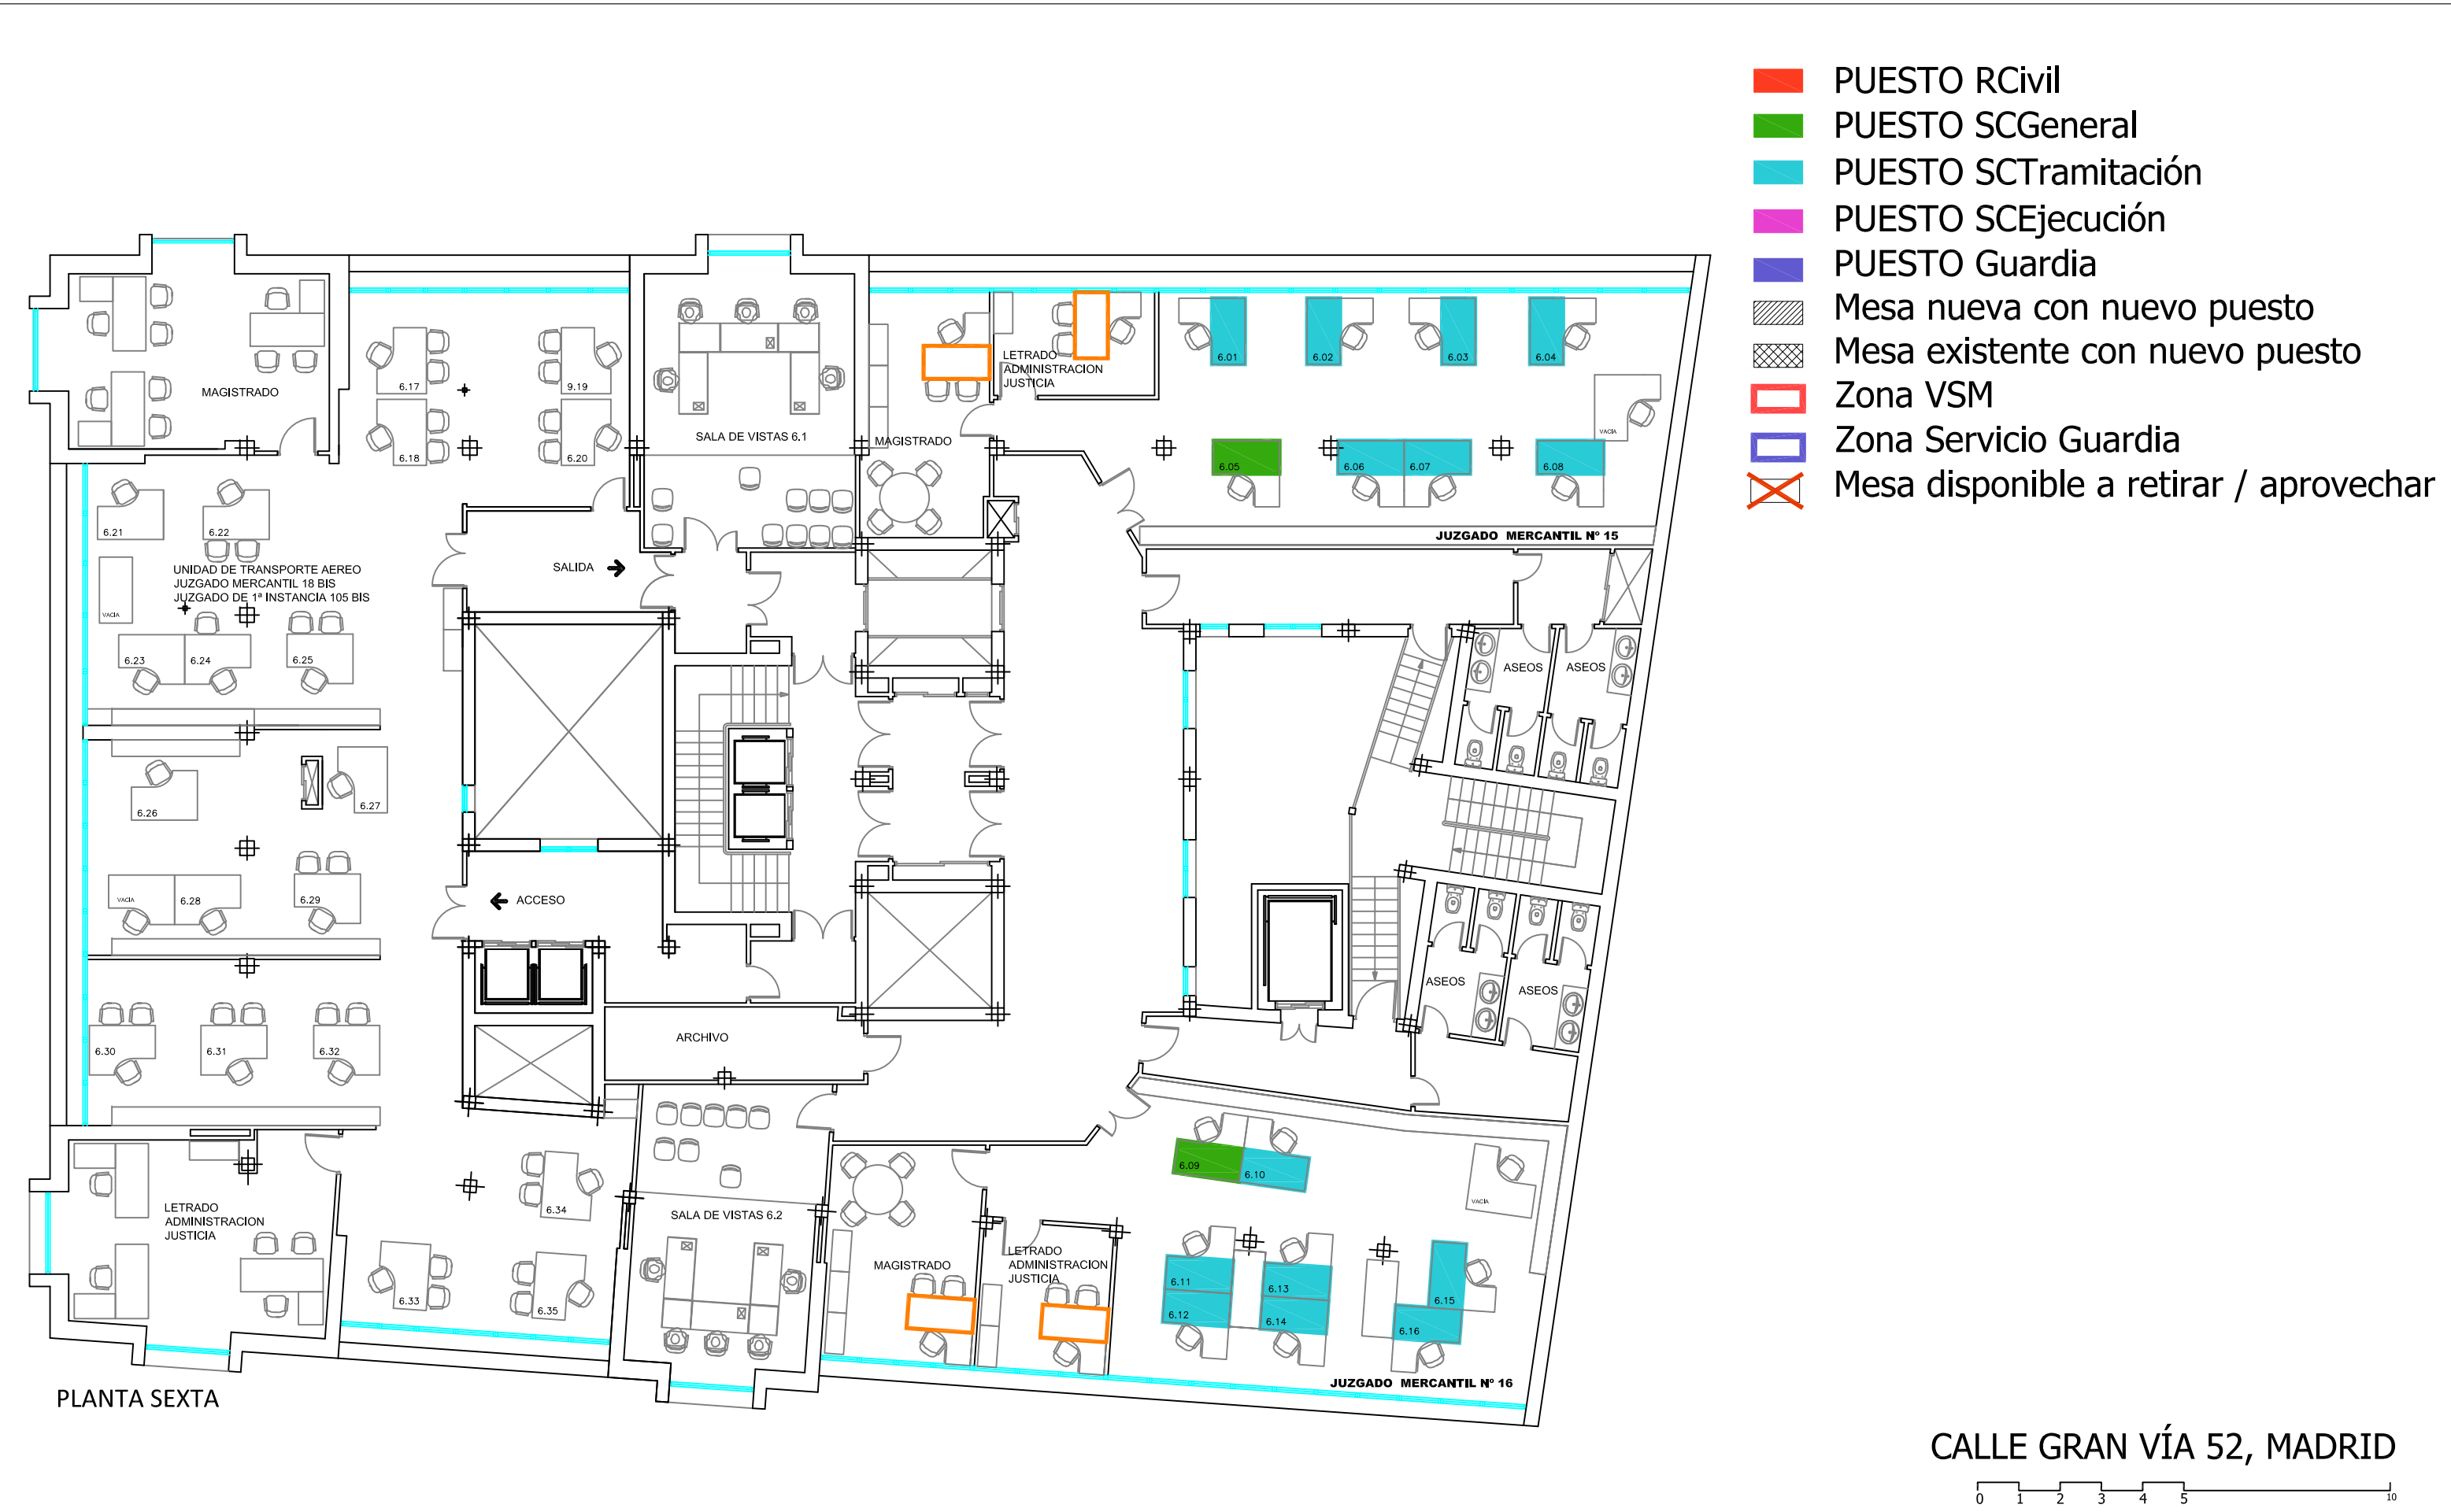 PUESTO RCivil
PUESTO SCGeneral
PUESTO SCTramitación
PUESTO SCEjecución
PUESTO Guardia
Mesa nueva con nuevo puesto
Mesa existente con nuevo puesto
Zona VSM
Zona Servicio Guardia
Mesa disponible a retirar / aprovechar
MAGISTRADO
6.17
9.19
6.18
6.20
SALA DE VISTAS 6.1
MAGISTRADO
LETRADO
ADMINISTRACION
JUSTICIA
6.01
6.02
6.03
6.04
VACIA
6.05
6.06
6.07
6.08
JUZGADO MERCANTIL Nº 15
6.21
6.22
UNIDAD DE TRANSPORTE AEREO
JUZGADO MERCANTIL 18 BIS
JUZGADO DE 1ª INSTANCIA 105 BIS
VACIA
SALIDA
6.23
6.24
6.25
ASEOS
ASEOS
6.26
6.27
VACIA
6.28
6.29
ACCESO
ASEOS
ASEOS
6.30
6.31
6.32
ARCHIVO
6.09
6.10
VACIA
LETRADO
ADMINISTRACION
JUSTICIA
6.34
SALA DE VISTAS 6.2
6.33
6.35
MAGISTRADO
LETRADO
ADMINISTRACION
JUSTICIA
6.11
6.12
6.13
6.14
6.15
6.16
JUZGADO MERCANTIL Nº 16
PLANTA SEXTA
CALLE GRAN VÍA 52, MADRID
0 1 2 3 4 5 10